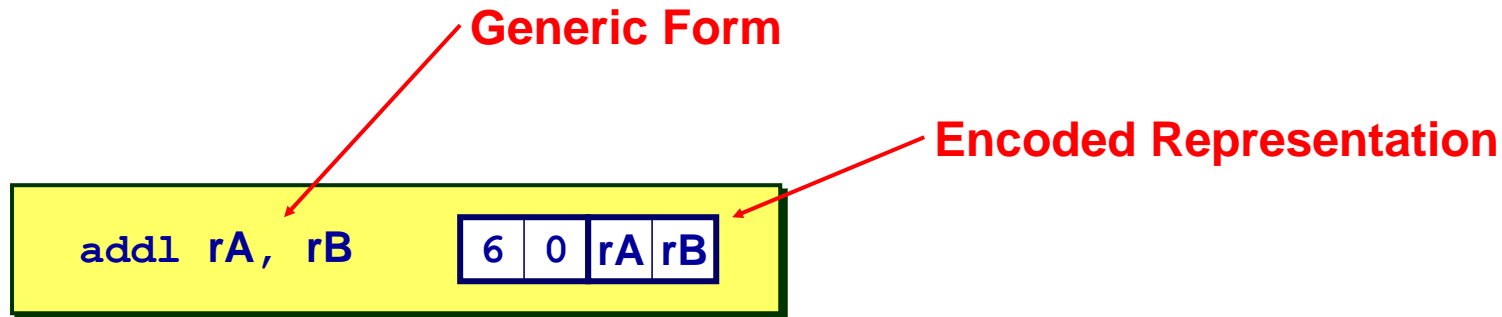 Generic Form
Encoded Representation
addl rA, rB 6 0 rA rB